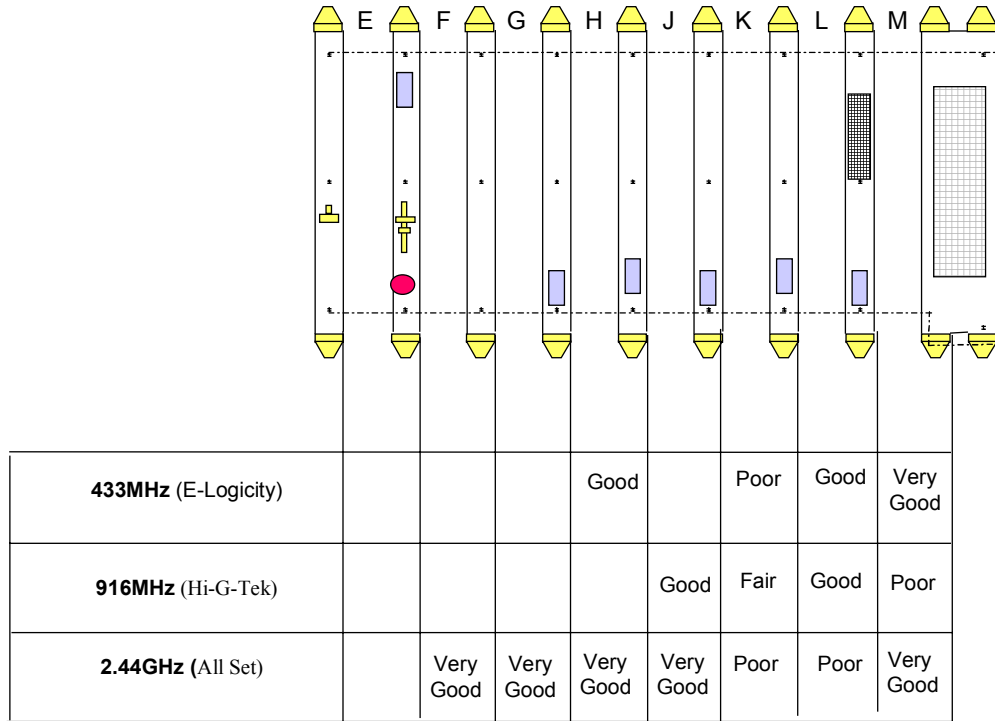 E F G H J K L M
433MHz (E-Logicity) Good Poor Good Very Good
916MHz (Hi-G-Tek) Good Fair Good Poor
2.44GHz (All Set) Very Good Very Good Very Good Very Good Poor Poor Very Good